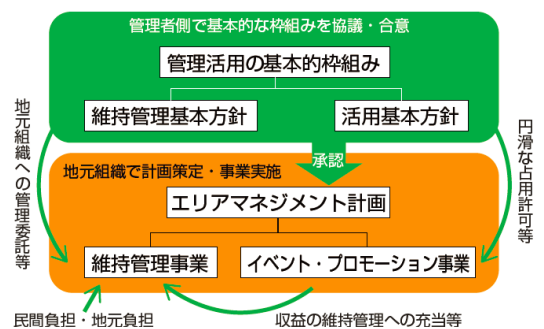 管理者側で基本的な枠組みを協議・合意
管理活用の基本的枠組み
維持管理基本方針
活用基本方針
地元組織への管理委託等
円滑な占用許可等
承認
地元組織で計画策定・事業実施
エリアマネジメント計画
維持管理事業
イベント・プロモーション事業
民間負担・地元負担
収益の維持管理への充当等